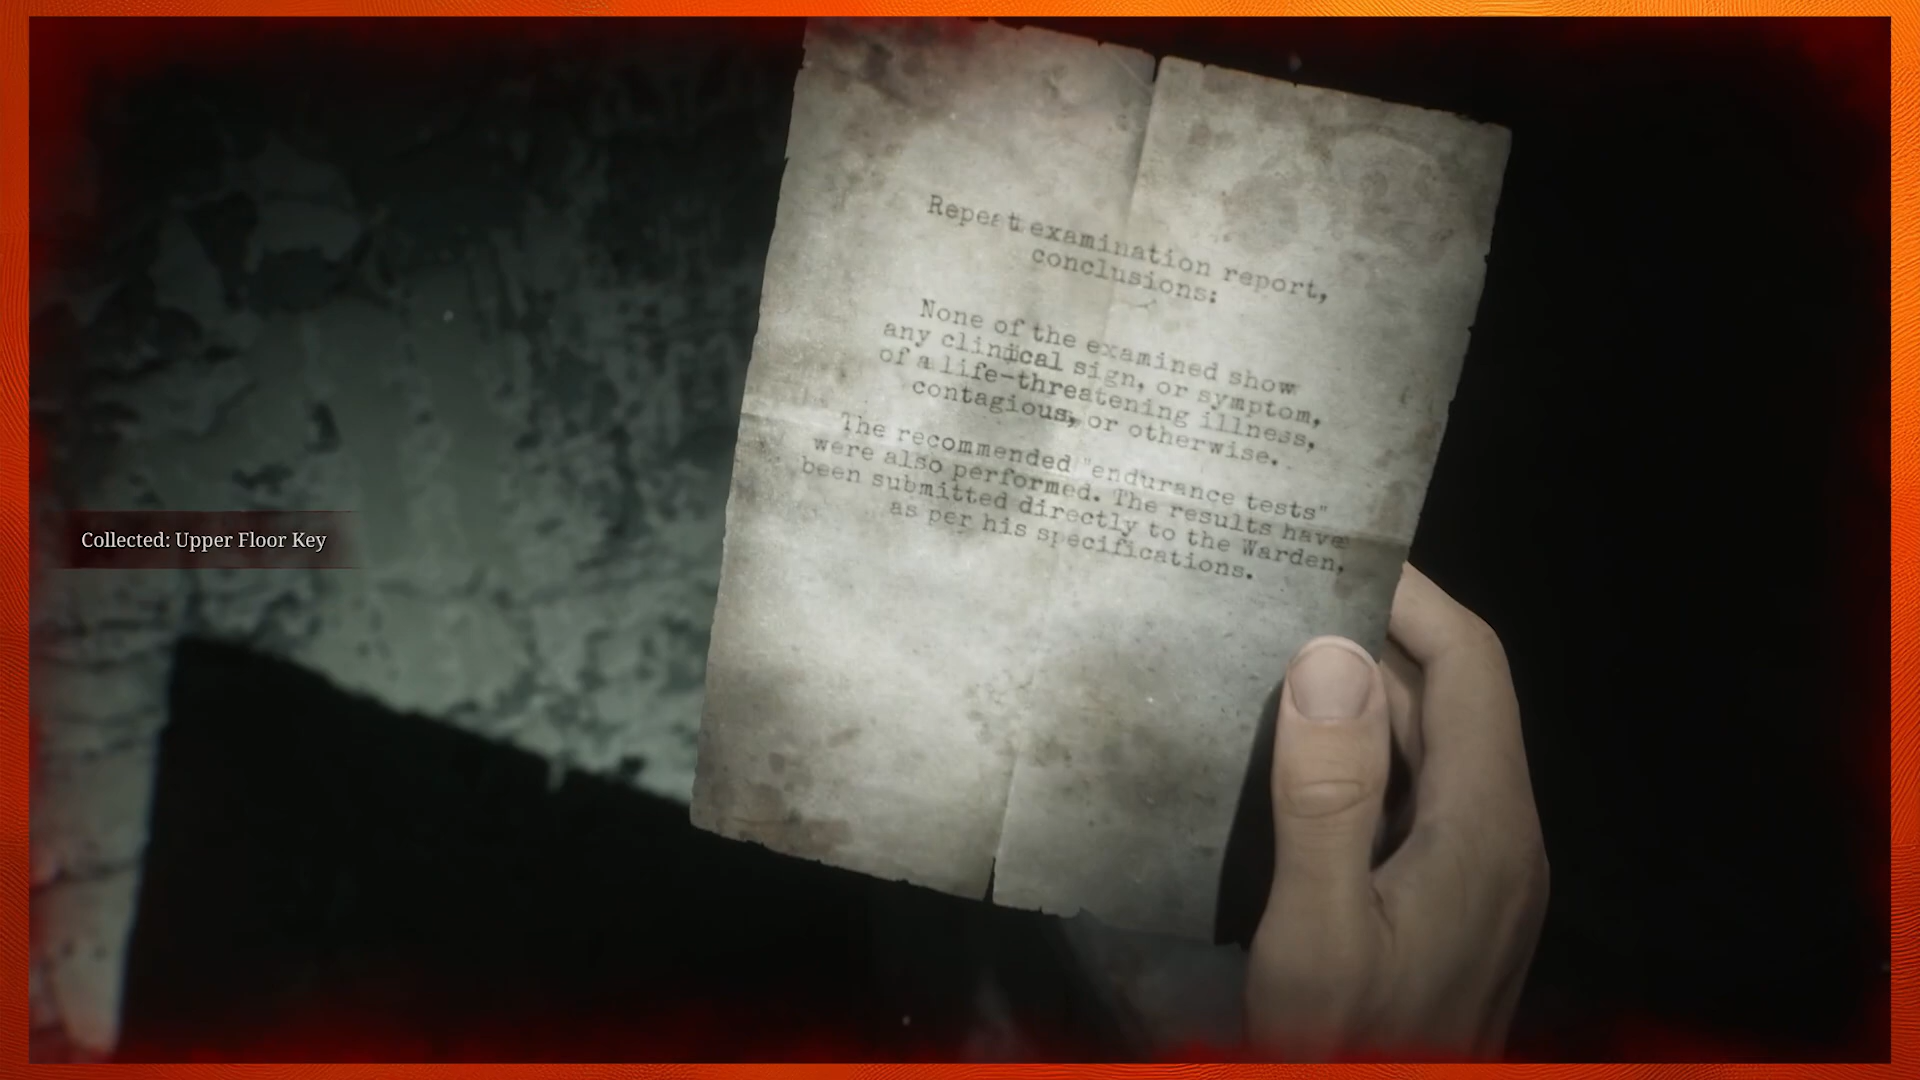 Repeat examination report,
conclusions:
None of the examined show
any clinical sign, or symptom,
of a life-threatening illness,
contagious, or otherwise.
The recommended "endurance tests"
were also performed. The results have
been submitted directly to the Warden,
as per his specifications.
Collected: Upper Floor Key